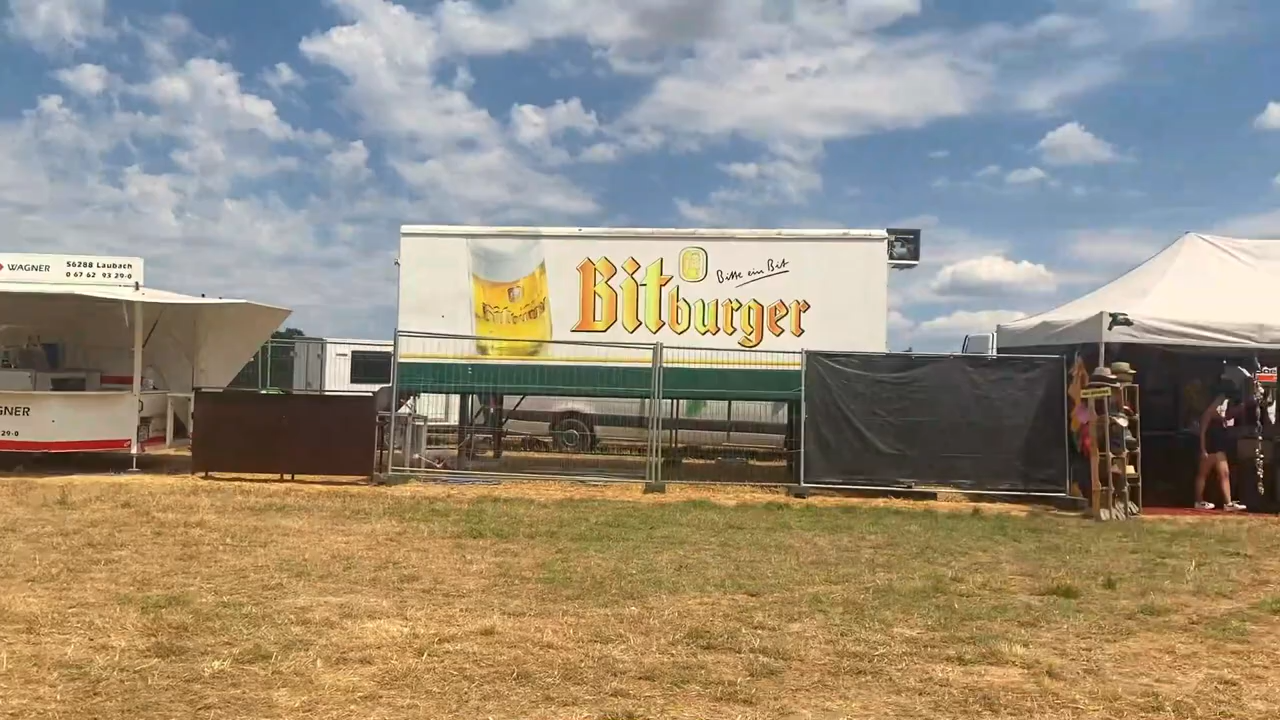 WAGNER
56288 Laubach
0 67 62 93 29-0
GNER
29-0
Bitburger
Bitte ein Bit